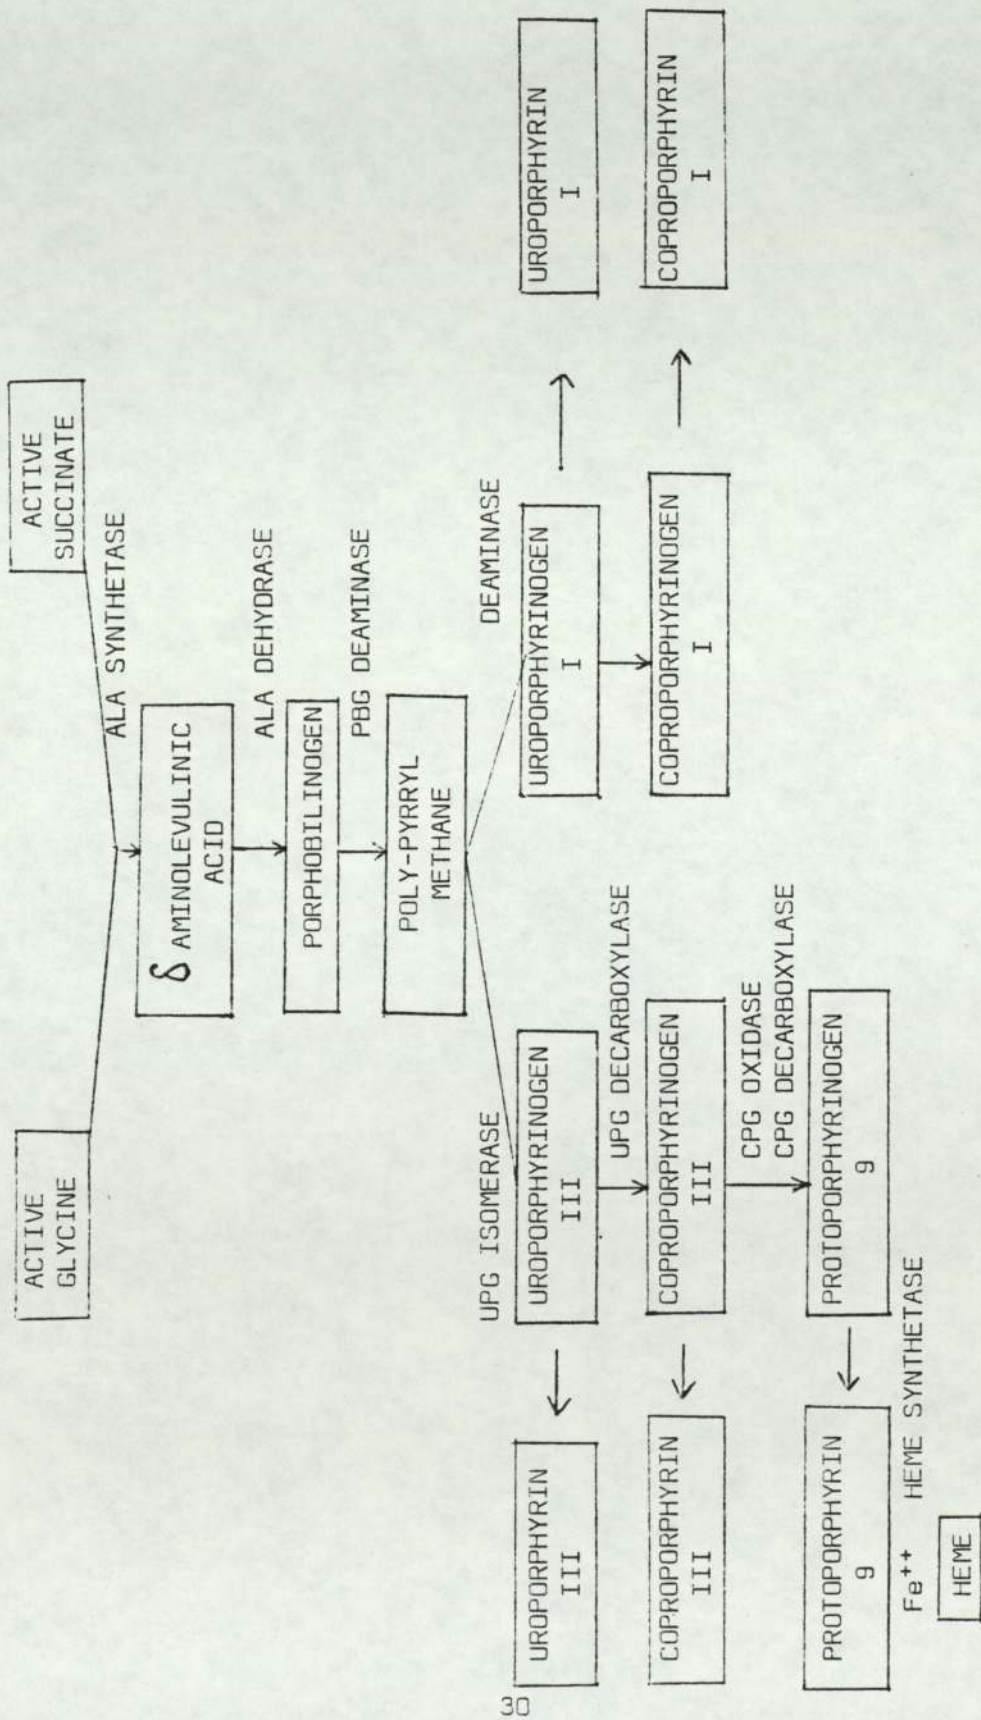 ACTIVE
GLYCINE
ACTIVE
SUCCINATE
ALA SYNTHETASE
δ AMINOLEVULINIC
ACID
ALA DEHYDRASE
PORPHOBILINOGEN
PBG DEAMINASE
POLY-PYRRYL
METHANE
UPG ISOMERASE
DEAMINASE
UROPORPHYRIN
III
UROPORPHYRINOGEN
III
UROPORPHYRINOGEN
I
UROPORPHYRIN
I
UPG DECARBOXYLASE
COPROPORPHYRIN
III
COPROPORPHYRINOGEN
III
COPROPORPHYRINOGEN
I
COPROPORPHYRIN
I
CPG OXIDASE
CPG DECARBOXYLASE
PROTOPORPHYRIN
9
PROTOPORPHYRINOGEN
9
Fe++ HEME SYNTHETASE
HEME
30